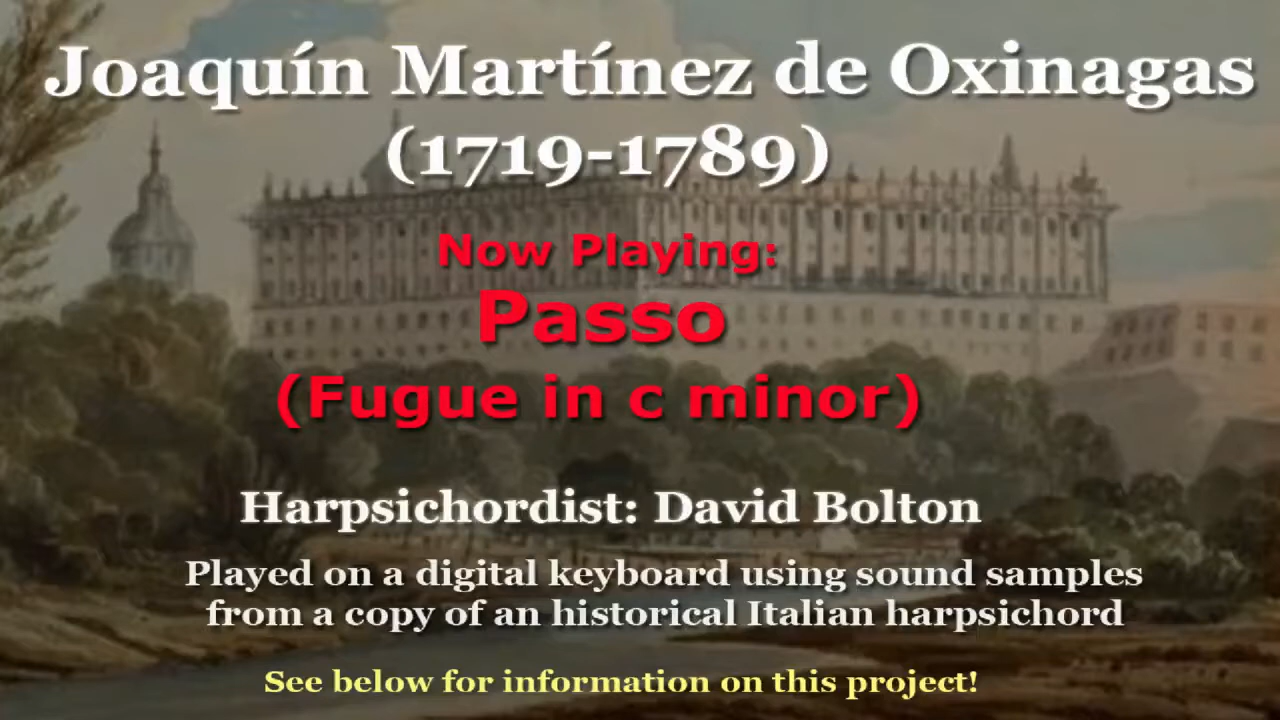 Joaquín Martínez de Oxinagas
(1719-1789)
Now Playing:
Passo
(Fugue in c minor)
Harpsichordist: David Bolton
Played on a digital keyboard using sound samples
from a copy of an historical Italian harpsichord
See below for information on this project!